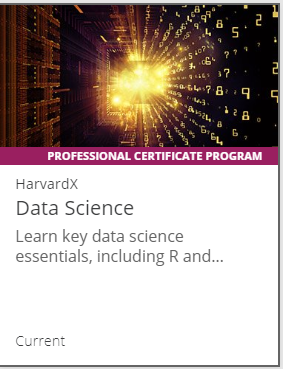 PROFESSIONAL CERTIFICATE PROGRAM
HarvardX
Data Science
Learn key data science
essentials, including R and...
Current